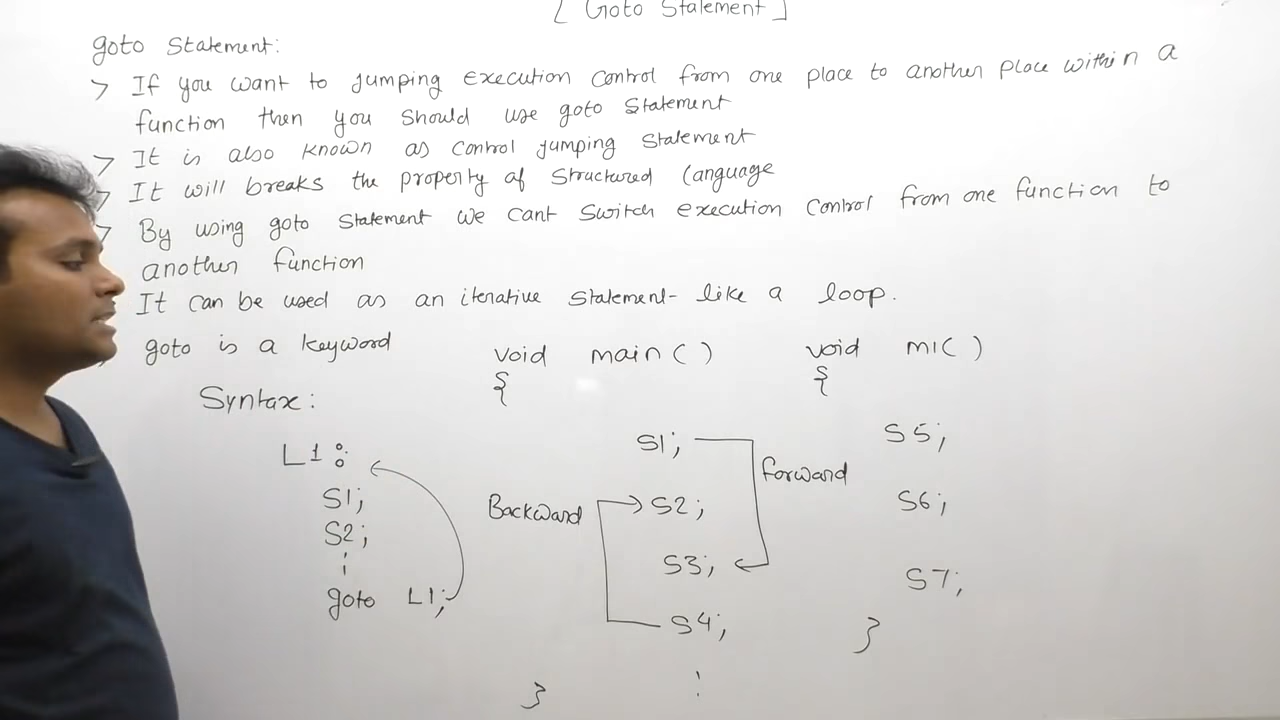 [ Goto Statement ]
goto Statement:
> If you want to jumping execution control from one place to another place within a
function then you should use goto Statement
> It is also known as control jumping Statement
> It will breaks the property of Structured Language
> By using goto Statement we cant switch execution control from one function to
another function
It can be used as an iterative Statement - like a loop.
goto is a keyword
Syntax:
L1 :
S1;
S2;
goto L1;
void main()
{
S1;
Forward
Backward
S2;
S3;
S4;
}
void m1()
{
S5;
S6;
S7;
}